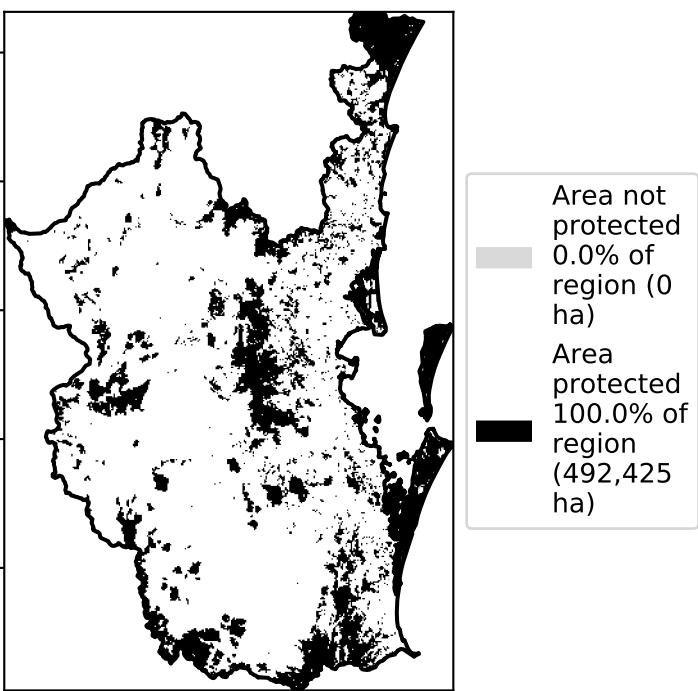 Area not
protected
0.0% of
region (0
ha)
Area
protected
100.0% of
region
(492,425
ha)